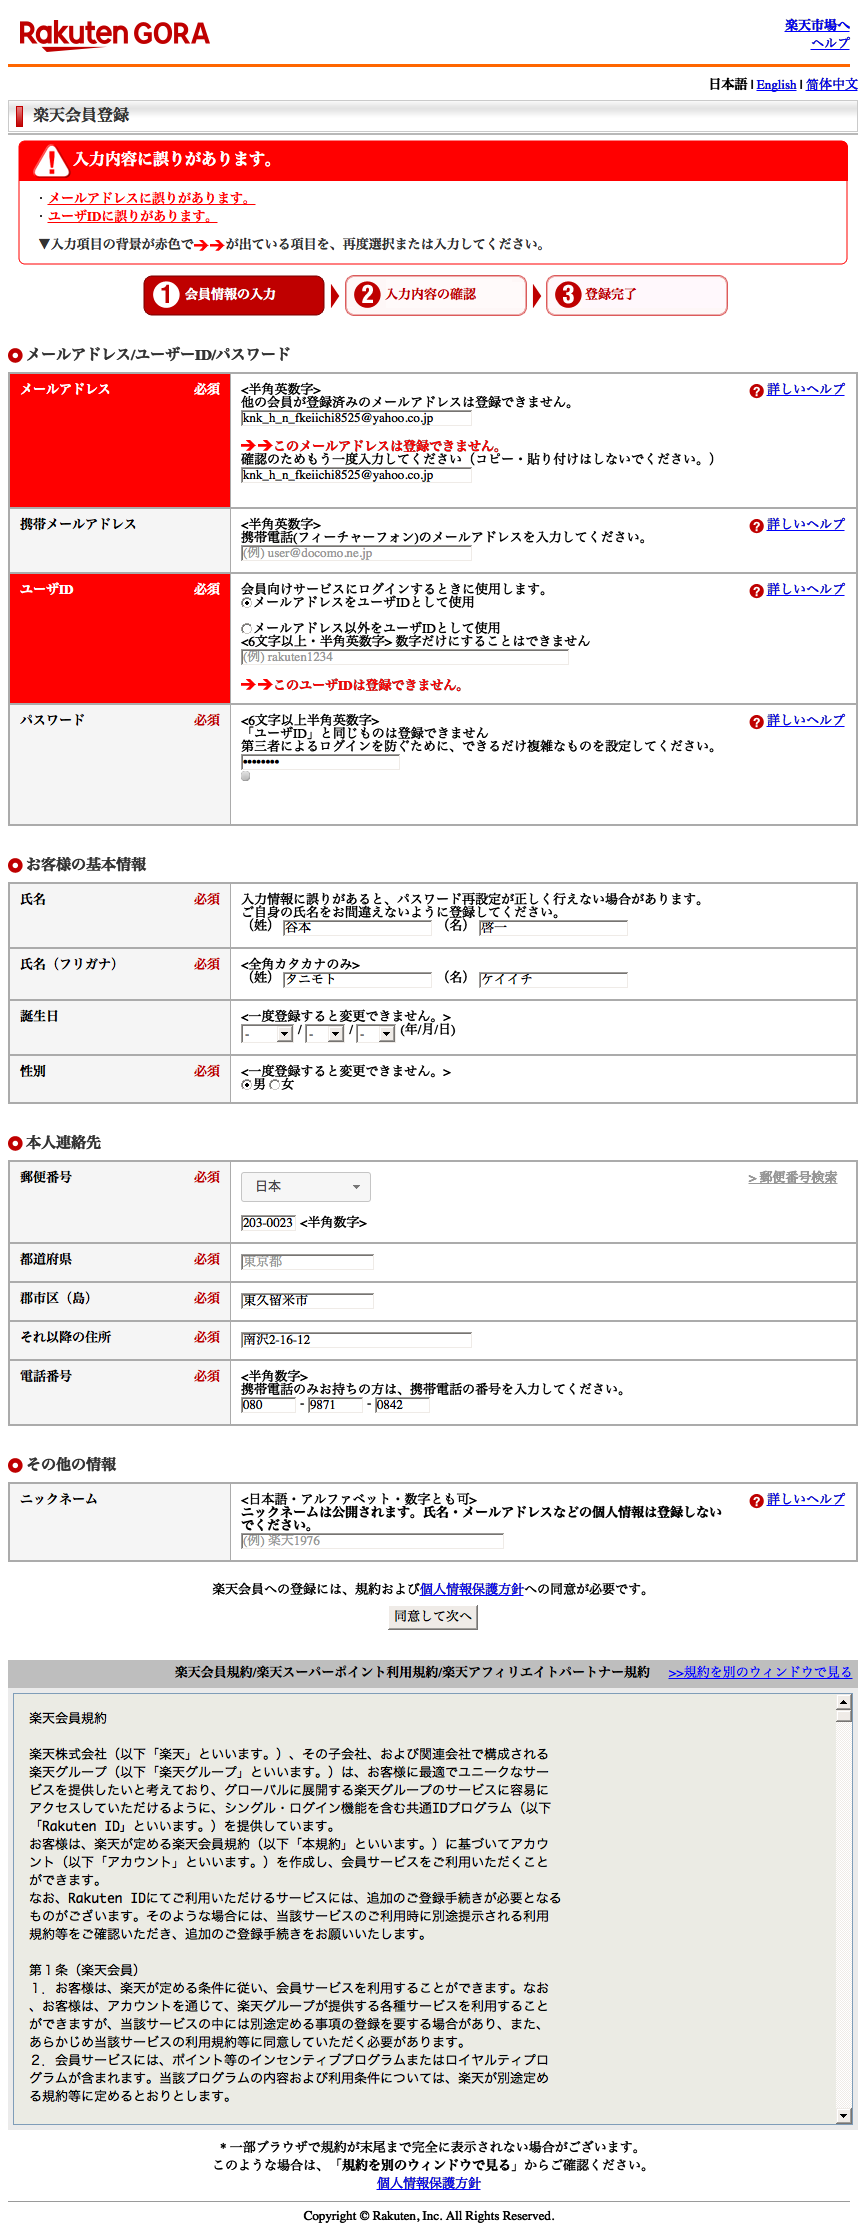 Rakuten GORA
楽天市場へ
ヘルプ
日本語 | English | 简体中文
楽天会員登録
入力内容に誤りがあります。
・メールアドレスに誤りがあります。
・ユーザIDに誤りがあります。
▼入力項目の背景が赤色で➔➔が出ている項目を、再度選択または入力してください。
1 会員情報の入力 2 入力内容の確認 3 登録完了
メールアドレス/ユーザーID/パスワード
メールアドレス 必須
<半角英数字> ? 詳しいヘルプ
他の会員が登録済みのメールアドレスは登録できません。
knk_h_n_fkeiichi8525@yahoo.co.jp
➔➔このメールアドレスは登録できません。
確認のためもう一度入力してください（コピー・貼り付けはしないでください。）
knk_h_n_fkeiichi8525@yahoo.co.jp
携帯メールアドレス
<半角英数字> ? 詳しいヘルプ
携帯電話(フィーチャーフォン)のメールアドレスを入力してください。
(例) user@docomo.ne.jp
ユーザID 必須
会員向けサービスにログインするときに使用します。 ? 詳しいヘルプ
メールアドレスをユーザIDとして使用
メールアドレス以外をユーザIDとして使用
<6文字以上・半角英数字> 数字だけにすることはできません
(例) rakuten1234
➔➔このユーザIDは登録できません。
パスワード 必須
<6文字以上半角英数字> ? 詳しいヘルプ
「ユーザID」と同じものは登録できません
第三者によるログインを防ぐために、できるだけ複雑なものを設定してください。
••••••••
お客様の基本情報
氏名 必須
入力情報に誤りがあると、パスワード再設定が正しく行えない場合があります。
ご自身の氏名をお間違えないように登録してください。
（姓） 谷本 （名） 啓一
氏名（フリガナ） 必須
<全角カタカナのみ>
（姓） タニモト （名） ケイイチ
誕生日
<一度登録すると変更できません。>
- / - / - (年/月/日)
性別 必須
<一度登録すると変更できません。>
男 女
本人連絡先
郵便番号 必須
日本 > 郵便番号検索
203-0023 <半角数字>
都道府県 必須 東京都
郡市区（島） 必須 東久留米市
それ以降の住所 必須 南沢2-16-12
電話番号 必須
<半角数字>
携帯電話のみお持ちの方は、携帯電話の番号を入力してください。
080 - 9871 - 0842
その他の情報
ニックネーム
<日本語・アルファベット・数字とも可> ? 詳しいヘルプ
ニックネームは公開されます。氏名・メールアドレスなどの個人情報は登録しない
でください。
(例) 楽天1976
楽天会員への登録には、規約および個人情報保護方針への同意が必要です。
同意して次へ
楽天会員規約/楽天スーパーポイント利用規約/楽天アフィリエイトパートナー規約 >>規約を別のウィンドウで見る
楽天会員規約
楽天株式会社（以下「楽天」といいます。）、その子会社、および関連会社で構成される
楽天グループ（以下「楽天グループ」といいます。）は、お客様に最適でユニークなサー
ビスを提供したいと考えており、グローバルに展開する楽天グループのサービスに容易に
アクセスしていただけるように、シングル・ログイン機能を含む共通IDプログラム（以下
「Rakuten ID」といいます。）を提供しています。
お客様は、楽天が定める楽天会員規約（以下「本規約」といいます。）に基づいてアカウ
ント（以下「アカウント」といいます。）を作成し、会員サービスをご利用いただくこと
ができます。
なお、Rakuten IDにてご利用いただけるサービスには、追加のご登録手続きが必要となる
ものがございます。そのような場合には、当該サービスのご利用時に別途提示される利用
規約等をご確認いただき、追加のご登録手続きをお願いいたします。
第１条（楽天会員）
１．お客様は、楽天が定める条件に従い、会員サービスを利用することができます。なお
、お客様は、アカウントを通じて、楽天グループが提供する各種サービスを利用すること
ができますが、当該サービスの中には別途定める事項の登録を要する場合があり、また、
あらかじめ当該サービスの利用規約等に同意していただく必要があります。
２．会員サービスには、ポイント等のインセンティブプログラムまたはロイヤルティプロ
グラムが含まれます。当該プログラムの内容および利用条件については、楽天が別途定め
る規約等に定めるとおりとします。
* 一部ブラウザで規約が末尾まで完全に表示されない場合がございます。
このような場合は、「規約を別のウィンドウで見る」からご確認ください。
個人情報保護方針
Copyright © Rakuten, Inc. All Rights Reserved.